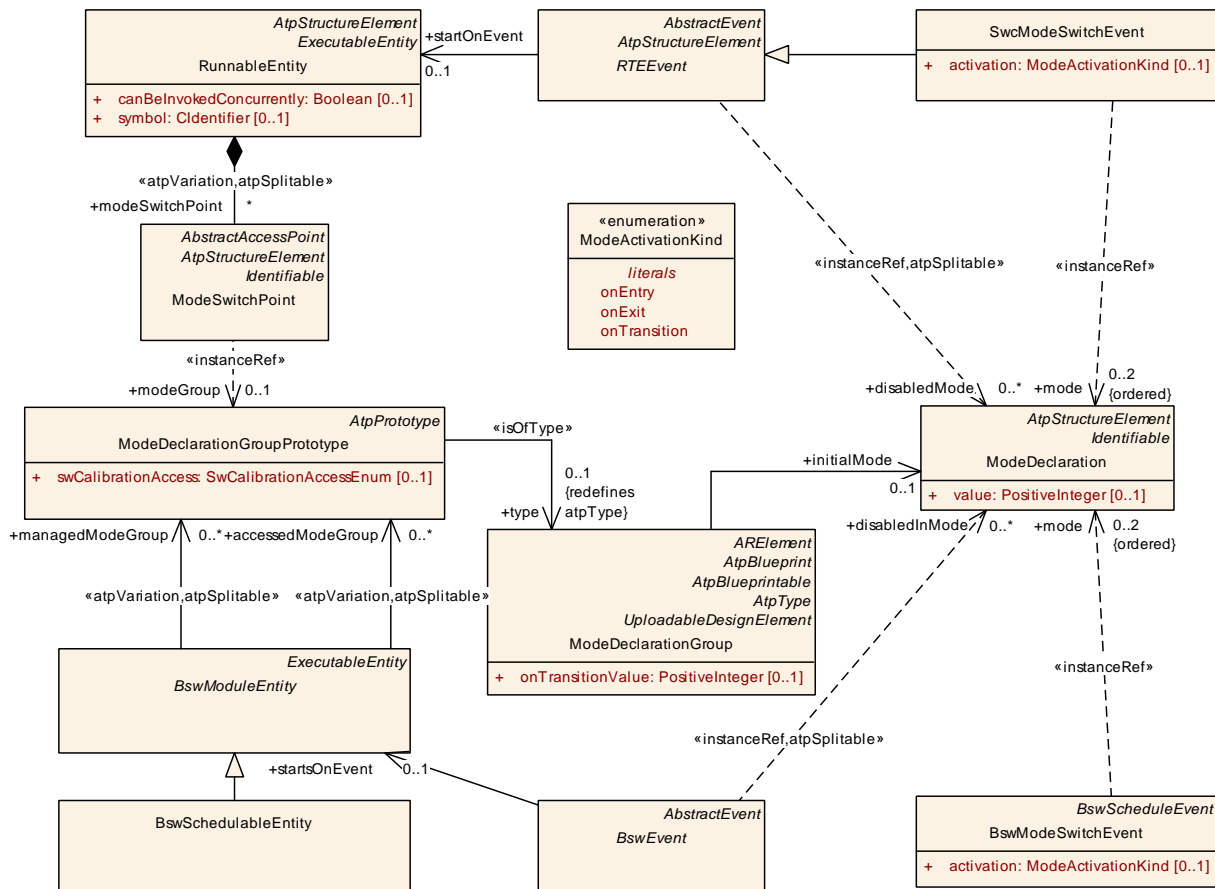 AtpStructureElement
ExecutableEntity
RunnableEntity
+ canBeInvokedConcurrently: Boolean [0..1]
+ symbol: CIdentifier [0..1]
+startOnEvent
0..1
AbstractEvent
AtpStructureElement
RTEEvent
SwcModeSwitchEvent
+ activation: ModeActivationKind [0..1]
«atpVariation,atpSplitable»
+modeSwitchPoint *
AbstractAccessPoint
AtpStructureElement
Identifiable
ModeSwitchPoint
«enumeration»
ModeActivationKind
literals
onEntry
onExit
onTransition
«instanceRef,atpSplitable»
«instanceRef»
«instanceRef»
+modeGroup 0..1
+disabledMode 0..*
+mode 0..2
{ordered}
AtpPrototype
ModeDeclarationGroupPrototype
+ swCalibrationAccess: SwCalibrationAccessEnum [0..1]
«isOfType»
0..1
{redefines
atpType}
+type
+initialMode
0..1
AtpStructureElement
Identifiable
ModeDeclaration
+ value: PositiveInteger [0..1]
+managedModeGroup 0..*
+accessedModeGroup 0..*
+disabledInMode 0..*
+mode 0..2
{ordered}
ARElement
AtpBlueprint
AtpBlueprintable
AtpType
UploadableDesignElement
ModeDeclarationGroup
+ onTransitionValue: PositiveInteger [0..1]
«atpVariation,atpSplitable»
«atpVariation,atpSplitable»
ExecutableEntity
BswModuleEntity
«instanceRef»
«instanceRef,atpSplitable»
+startsOnEvent 0..1
BswSchedulableEntity
AbstractEvent
BswEvent
BswScheduleEvent
BswModeSwitchEvent
+ activation: ModeActivationKind [0..1]